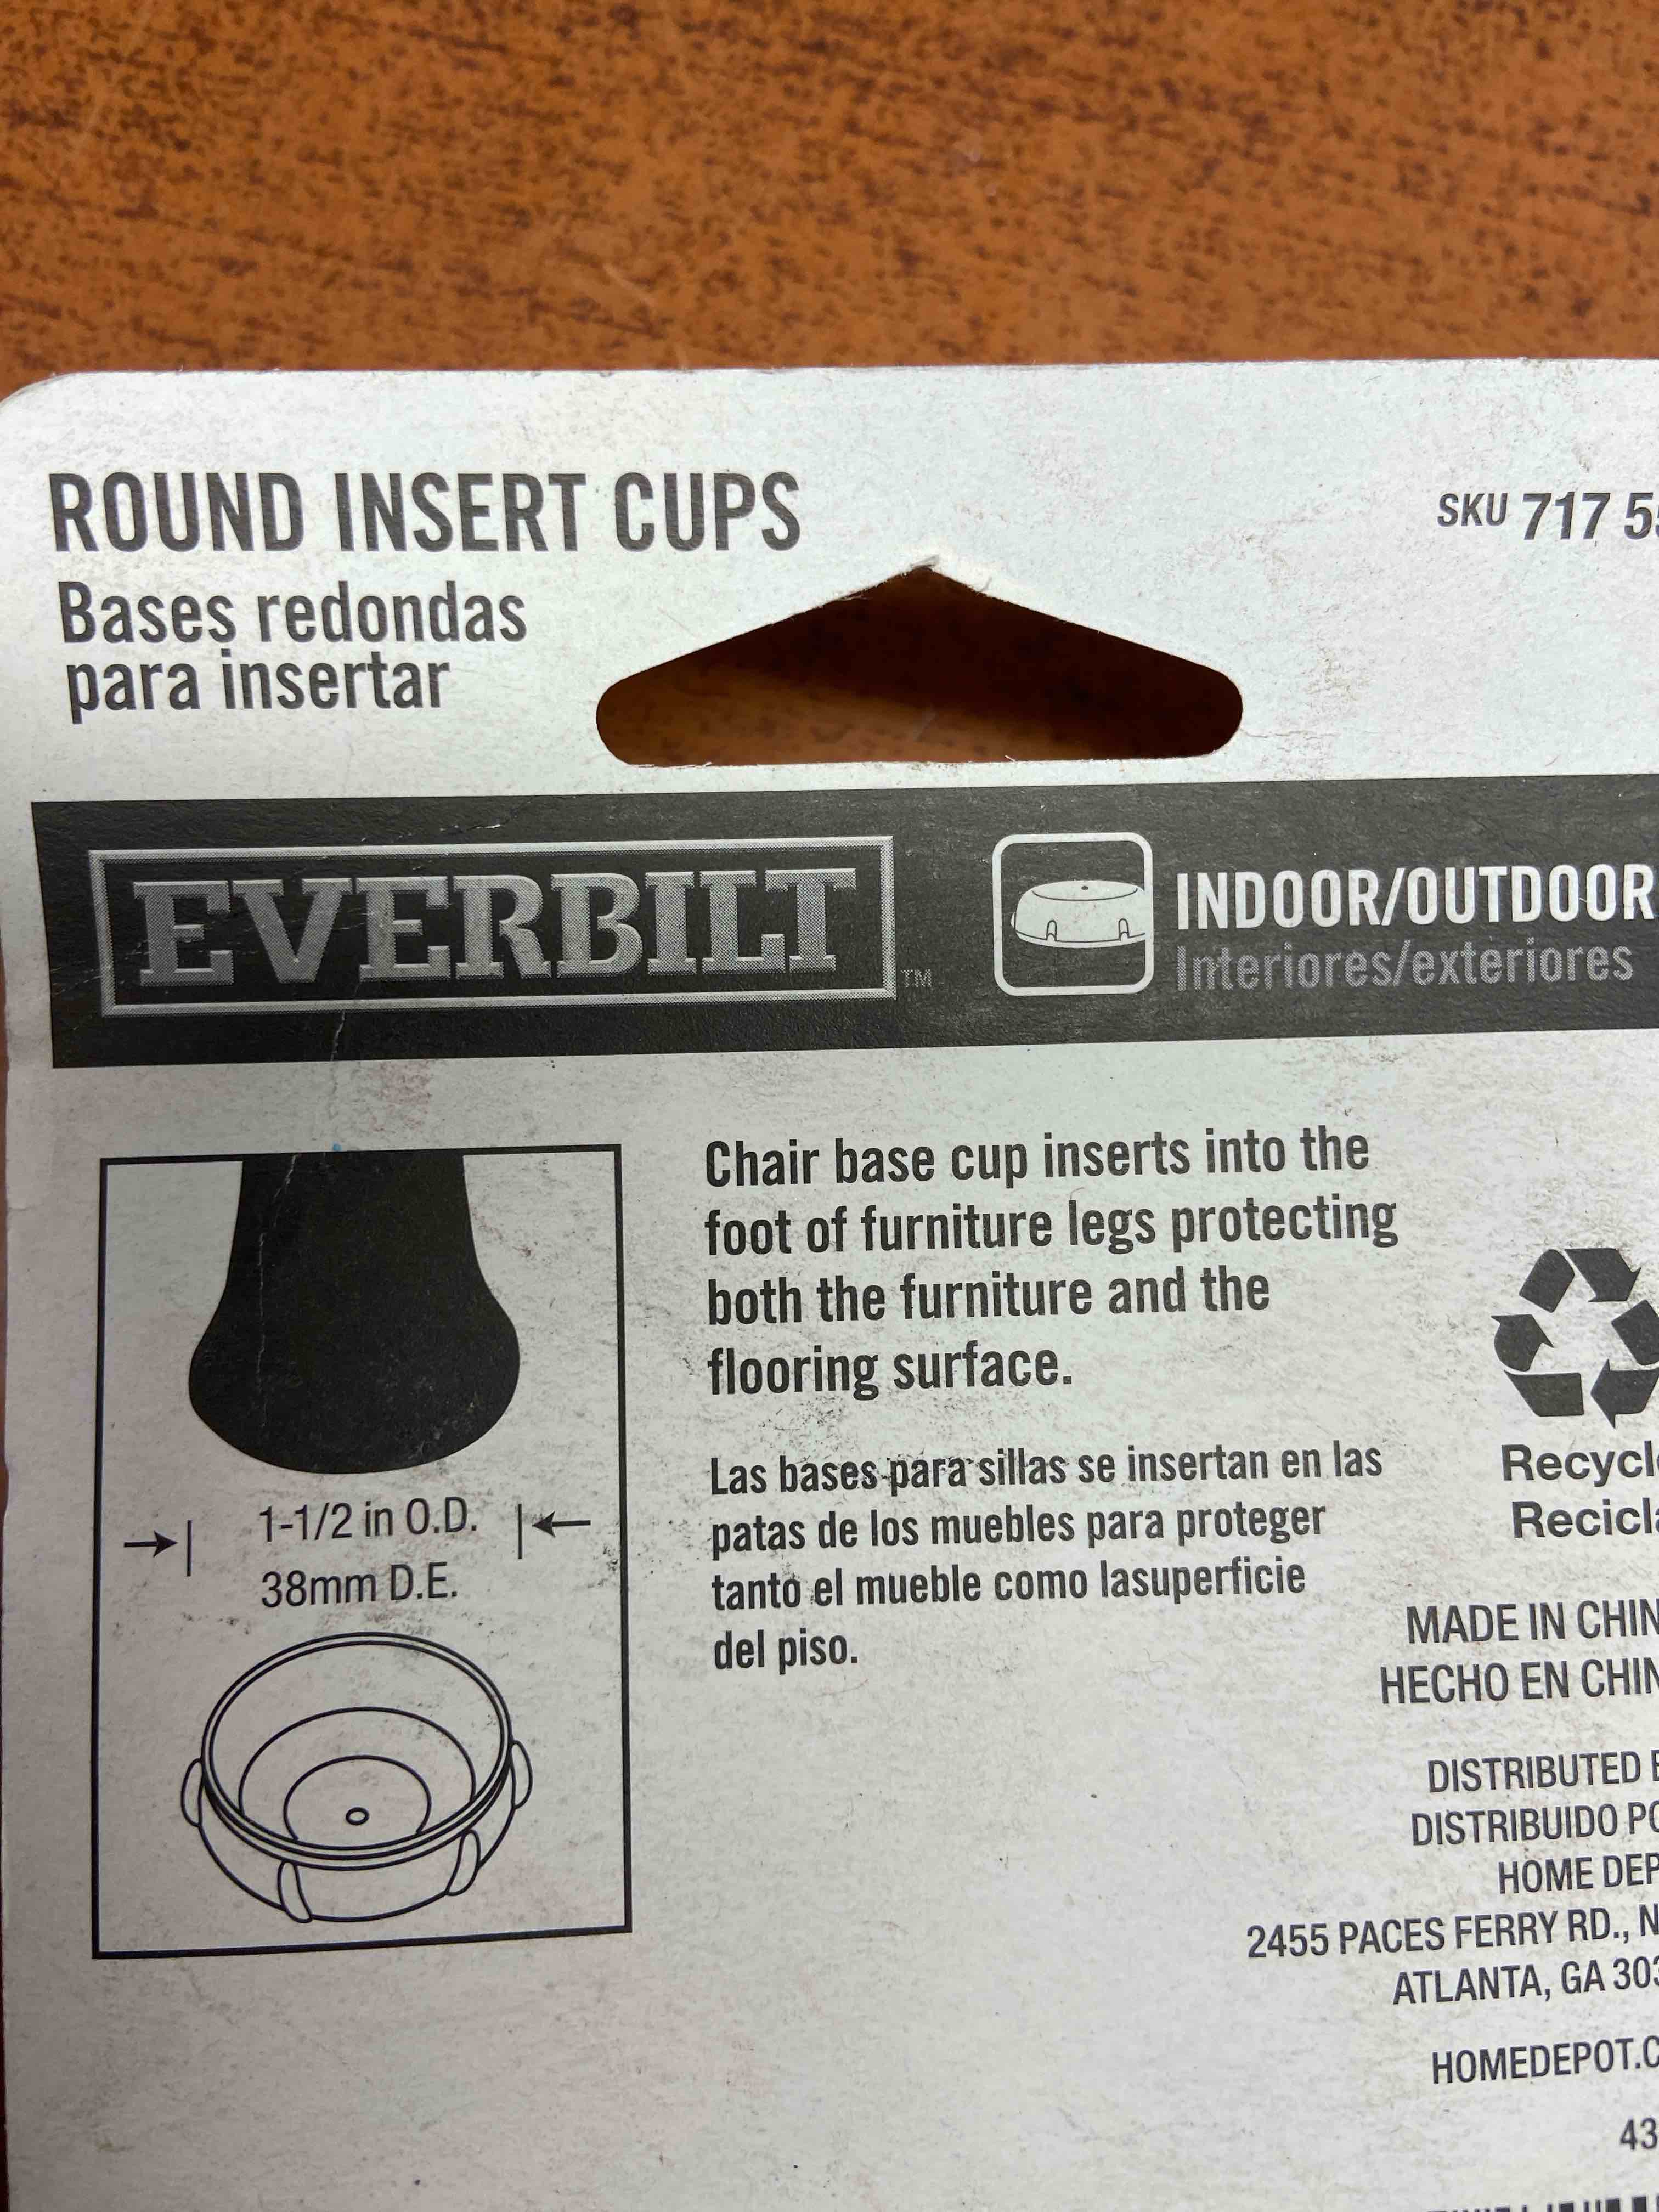 ROUND INSERT CUPS
SKU 717
Bases redondas
para insertar
EVERBILT TM
INDOOR/OUTDOOR
Interiores/exteriores
Chair base cup inserts into the
foot of furniture legs protecting
both the furniture and the
flooring surface.
Las bases para sillas se insertan en las
patas de los muebles para proteger
tanto el mueble como lasuperficie
del piso.
1-1/2 in O.D.
38mm D.E.
MADE IN
HECHO EN
DISTRIBUTED
DISTRIBUIDO
HOME
2455 PACES FERRY RD.,
ATLANTA, GA